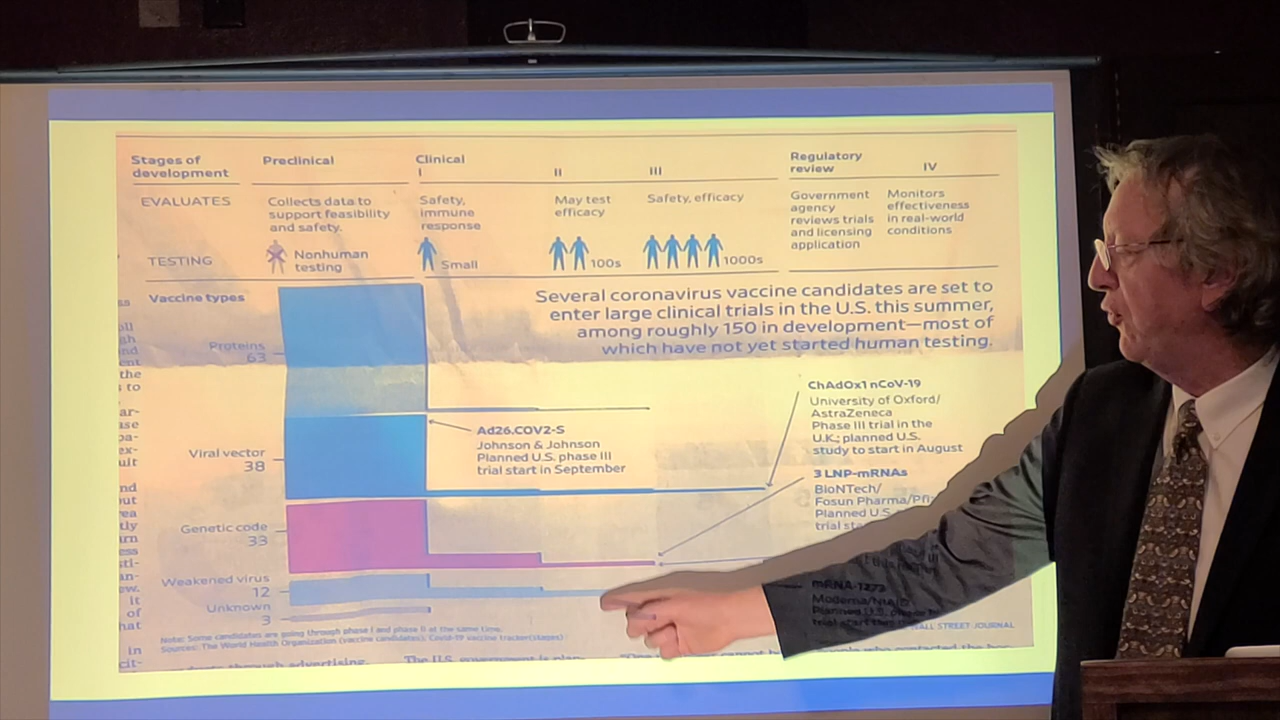 Stages of development
Preclinical
Clinical
I
II
III
Regulatory review
IV
EVALUATES
Collects data to
support feasibility
and safety.
Safety,
immune
response
May test
efficacy
Safety, efficacy
Government
agency
reviews trials
and licensing
application
Monitors
effectiveness
in real-world
conditions
TESTING
Nonhuman
testing
Small
100s
1000s
Vaccine types
Several coronavirus vaccine candidates are set to
enter large clinical trials in the U.S. this summer,
among roughly 150 in development—most of
which have not yet started human testing.
Proteins
63
Ad26.COV2-S
Johnson & Johnson
Planned U.S. phase III
trial start in September
ChAdOx1 nCoV-19
University of Oxford/
AstraZeneca
Phase III trial in the
U.K.; planned U.S.
study to start in August
Viral vector
38
3 LNP-mRNAs
BioNTech/
Fosun Pharma/Pfi
Planned U.S.
trial sta
Genetic code
33
Weakened virus
12
Unknown
3
mRNA-1273
Moderna/NIAID
Planned U.S. phase
trial start
Note: Some candidates are going through phase I and phase II at the same time.
Sources: The World Health Organization (vaccine candidates); Covid-19 vaccine tracker(stages)
WALL STREET JOURNAL